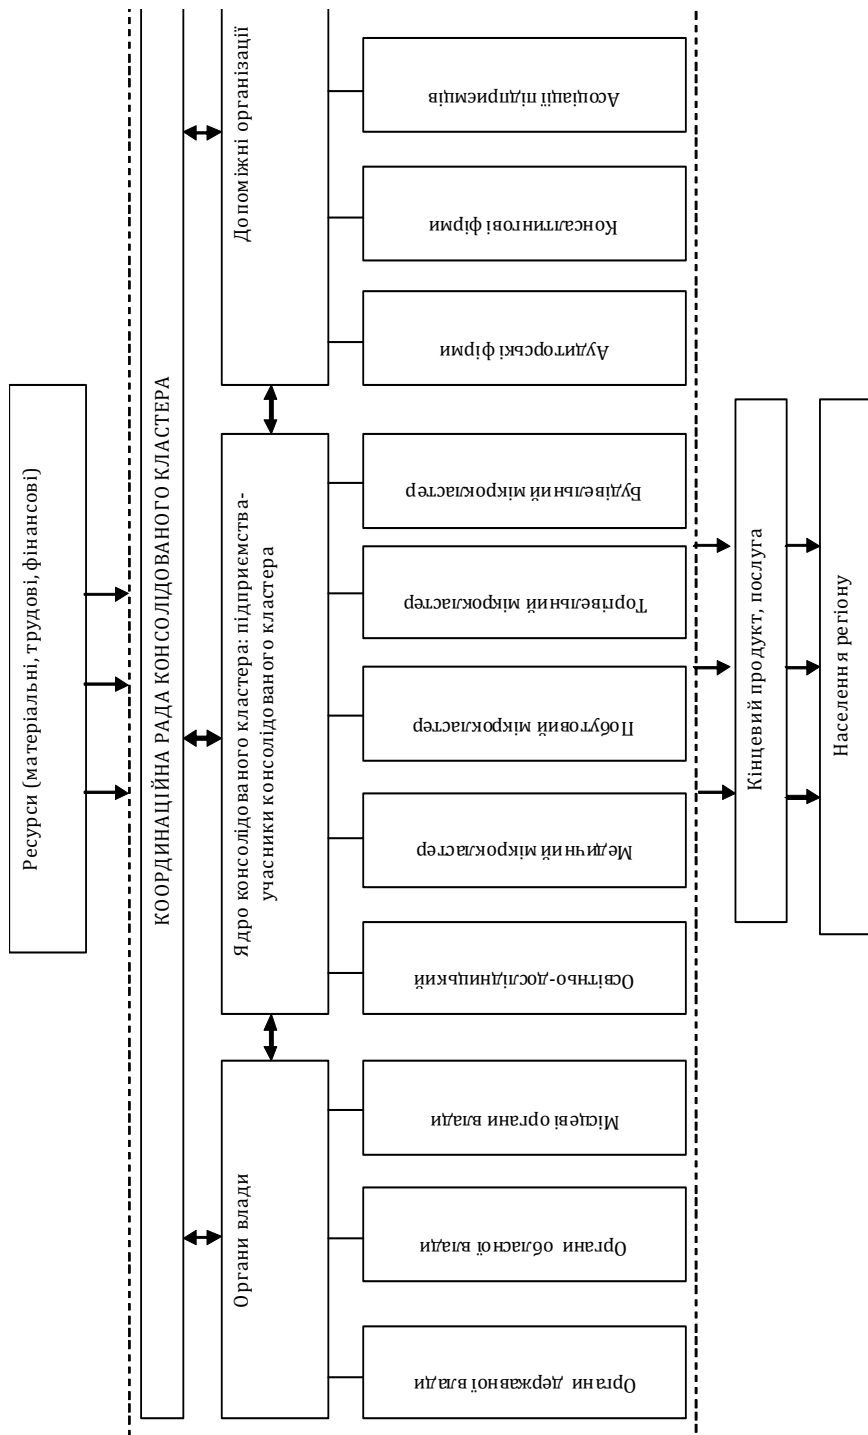 Ресурси (матеріальні, трудові, фінансові)
КООРДИНАЦІЙНА РАДА КОНСОЛІДОВАНОГО КЛАСТЕРА
Органи влади
Ядро консолідованого кластера: підприємства-
учасники консолідованого кластера
Допоміжні організації
Органи державної влади
Органи обласної влади
Місцеві органи влади
Освітньо-дослідницький
Медичний мікрокластер
Побутовий мікрокластер
Торгівельний мікрокластер
Будівельний мікрокластер
Аудиторські фірми
Консалтингові фірми
Асоціації підприємців
Кінцевий продукт, послуга
Населення регіону